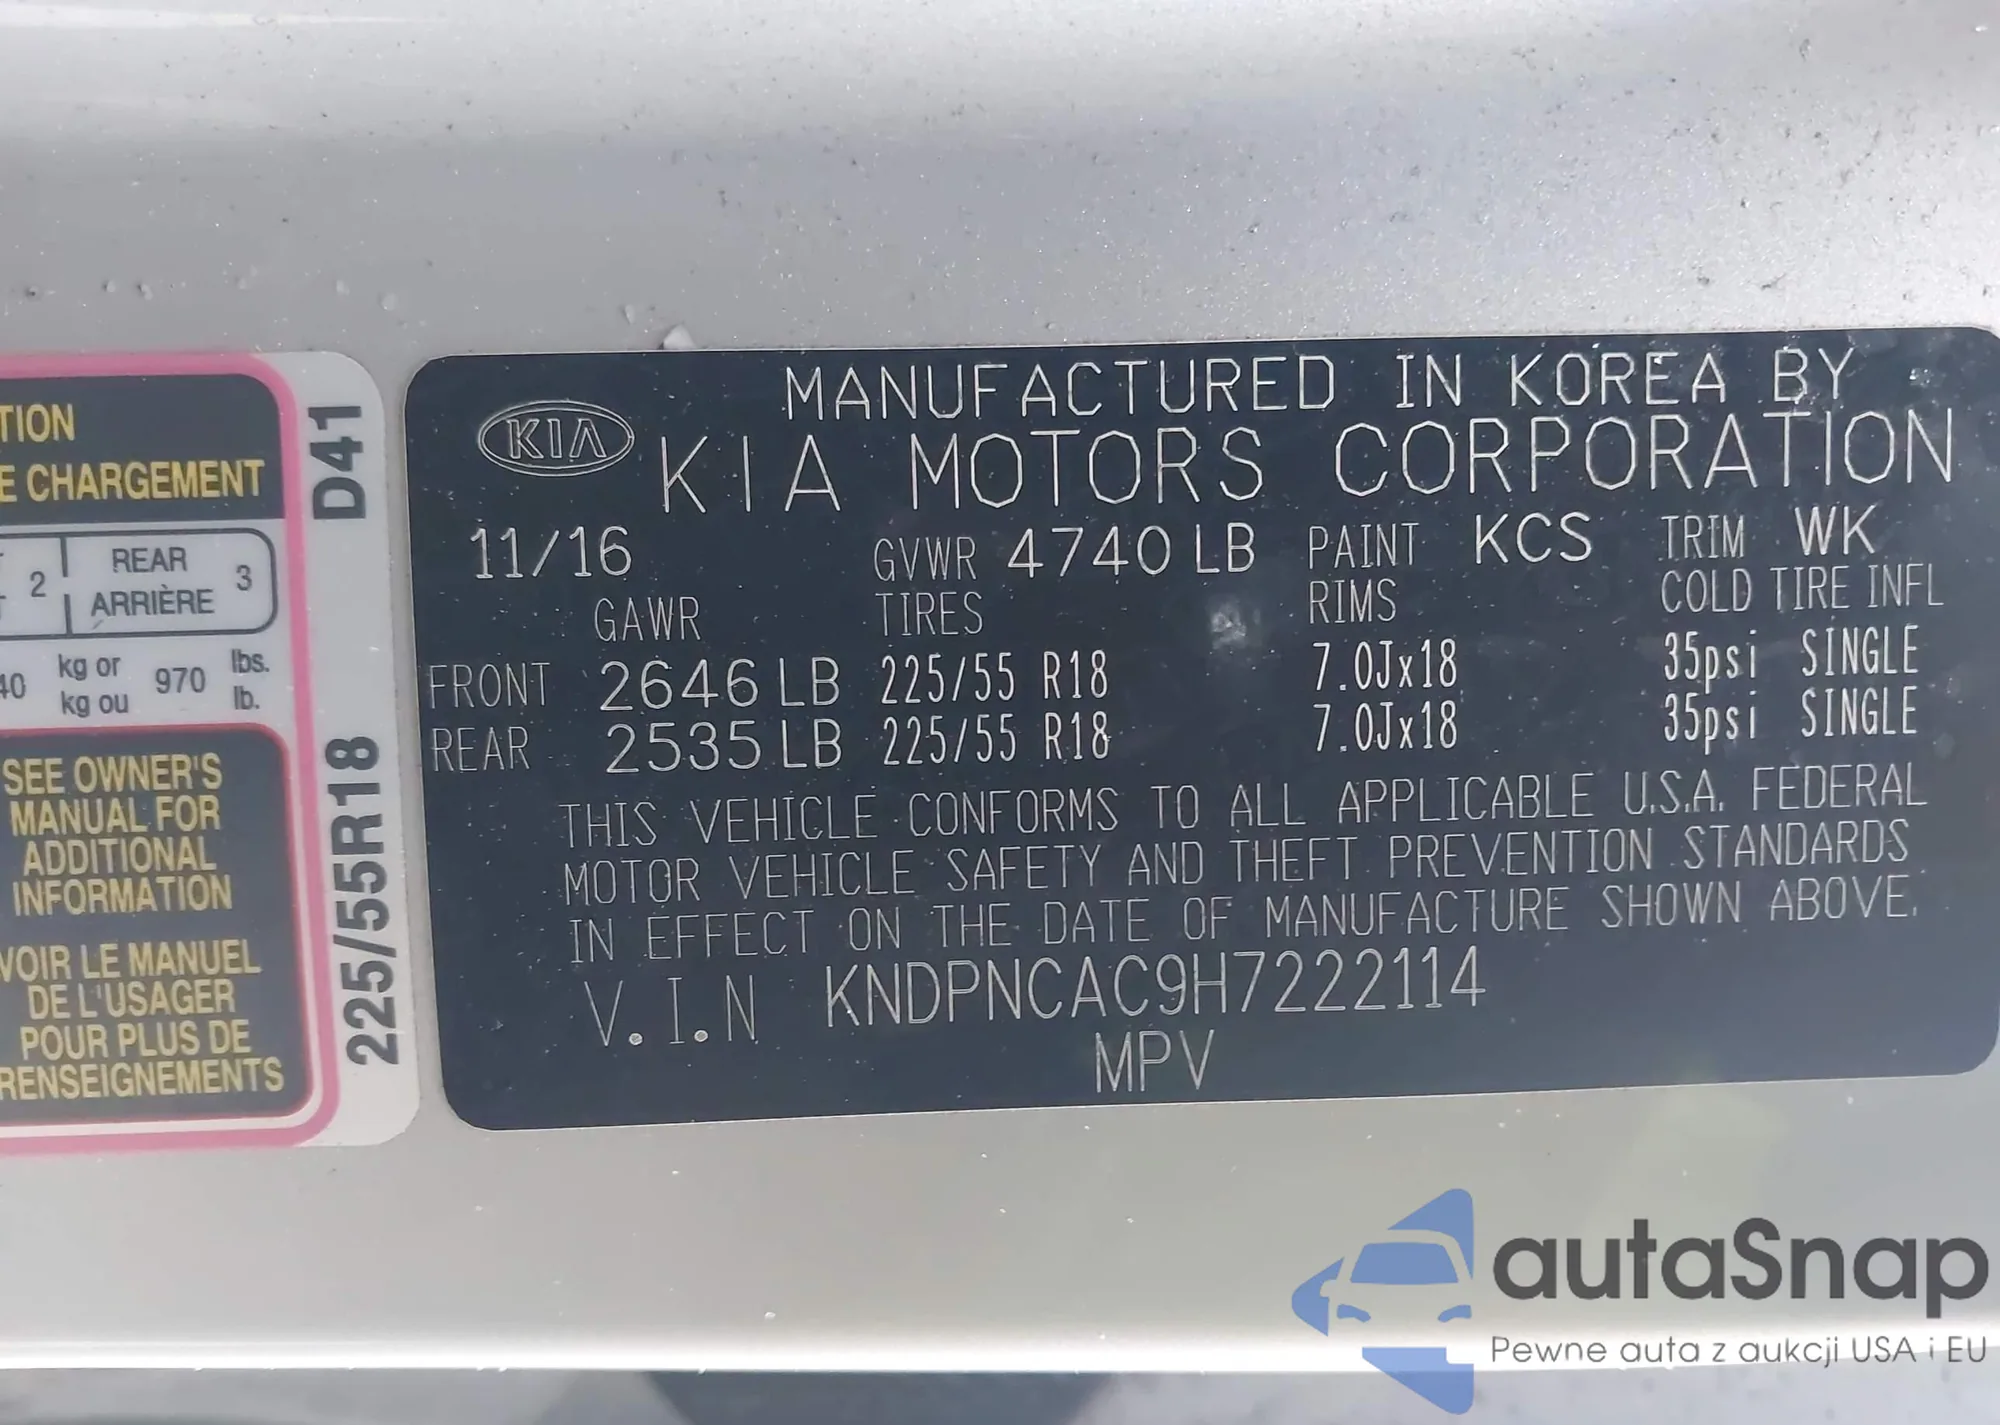 TION
E CHARGEMENT
2 REAR 3
ARRIÈRE
40 kg or 970 lbs.
kg ou lb.
SEE OWNER'S
MANUAL FOR
ADDITIONAL
INFORMATION
VOIR LE MANUEL
DE L'USAGER
POUR PLUS DE
RENSEIGNEMENTS
D41
225/55R18
KIA
MANUFACTURED IN KOREA BY
KIA MOTORS CORPORATION
11/16 GVWR 4740 LB PAINT KCS TRIM WK
GAWR TIRES RIMS COLD TIRE INFL
FRONT 2646 LB 225/55 R18 7.0Jx18 35psi SINGLE
REAR 2535 LB 225/55 R18 7.0Jx18 35psi SINGLE
THIS VEHICLE CONFORMS TO ALL APPLICABLE U.S.A. FEDERAL
MOTOR VEHICLE SAFETY AND THEFT PREVENTION STANDARDS
IN EFFECT ON THE DATE OF MANUFACTURE SHOWN ABOVE.
V.I.N KNDPNCAC9H7222114
MPV
autaSnap
Pewne auta z aukcji USA i EU